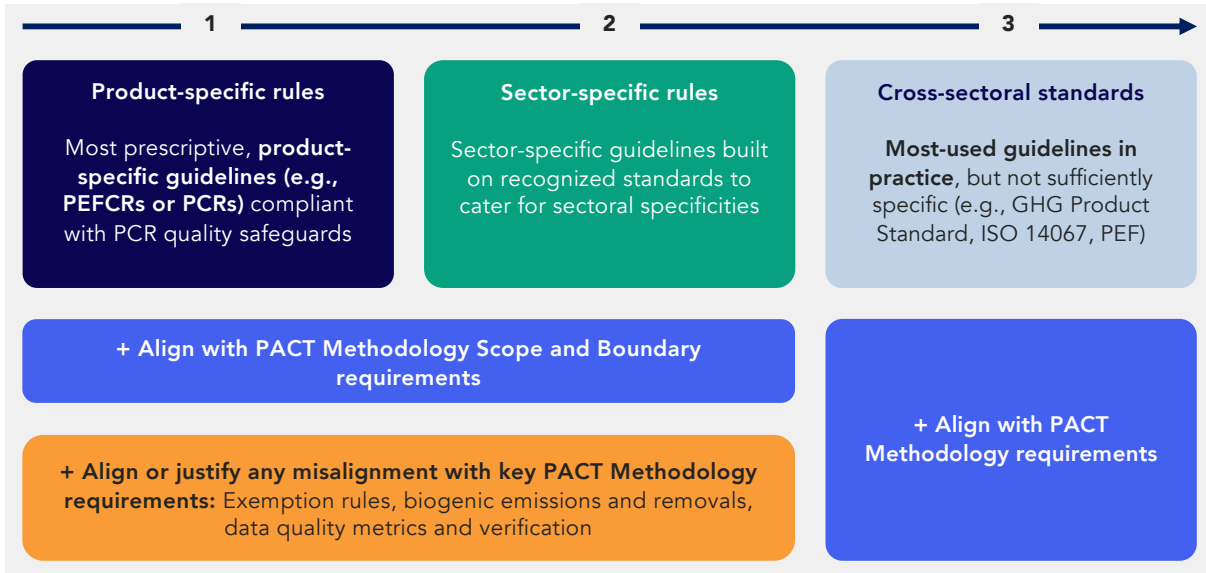 1
2
3
Product-specific rules
Most prescriptive, product-
specific guidelines (e.g.,
PEFCRs or PCRs) compliant
with PCR quality safeguards
Sector-specific rules
Sector-specific guidelines built
on recognized standards to
cater for sectoral specificities
Cross-sectoral standards
Most-used guidelines in
practice, but not sufficiently
specific (e.g., GHG Product
Standard, ISO 14067, PEF)
+ Align with PACT Methodology Scope and Boundary
requirements
+ Align or justify any misalignment with key PACT Methodology
requirements: Exemption rules, biogenic emissions and removals,
data quality metrics and verification
+ Align with PACT
Methodology requirements